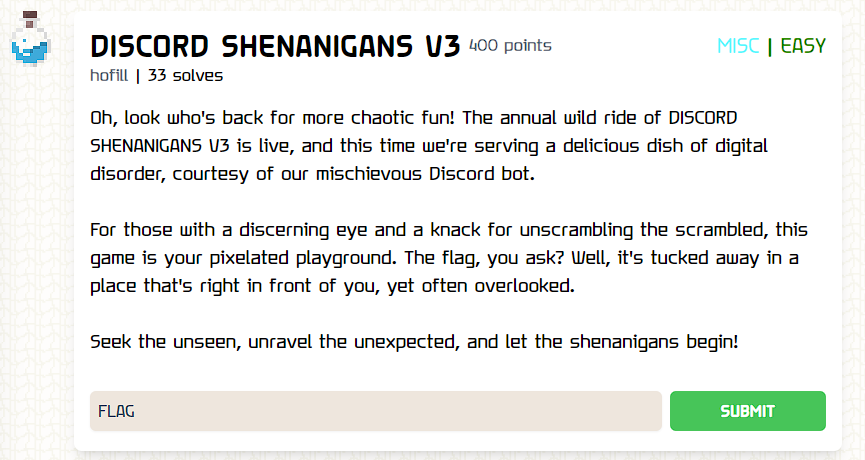 DISCORD SHENANIGANS V3 400 points MISC | EASY
hofill | 33 solves
Oh, look who's back for more chaotic fun! The annual wild ride of DISCORD
SHENANIGANS V3 is live, and this time we're serving a delicious dish of digital
disorder, courtesy of our mischievous Discord bot.
For those with a discerning eye and a knack for unscrambling the scrambled, this
game is your pixelated playground. The flag, you ask? Well, it's tucked away in a
place that's right in front of you, yet often overlooked.
Seek the unseen, unravel the unexpected, and let the shenanigans begin!
FLAG SUBMIT